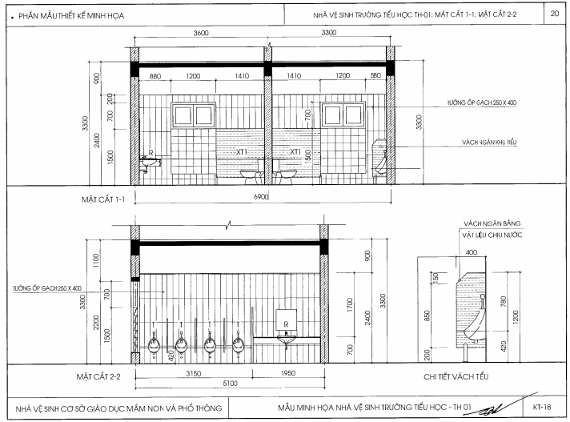 • PHẦN MẪU THIẾT KẾ MINH HỌA
NHÀ VỆ SINH TRƯỜNG TIỂU HỌC TH-01: MẶT CẮT 1-1; MẶT CẮT 2-2
20
3600
3300
900
880
1200
1410
1410
1200
580
200
700
3300
2400
1500
700
1500
3300
R
XT1
XT1
R
TƯỜNG ỐP GẠCH 250 X 400
VÁCH NGĂN KHU TIỂU
6900
MẶT CẮT 1-1
1100
700
3300
2200
1500
TƯỜNG ỐP GẠCH 250 X 400
T
T
T
T
R
420
900
1700
2400
3300
700
3150
1950
5100
MẶT CẮT 2-2
VÁCH NGĂN BẰNG
VẬT LIỆU CHỊU NƯỚC
400
150
850
200
780
420
1200
CHI TIẾT VÁCH TIỂU
NHÀ VỆ SINH CƠ SỞ GIÁO DỤC MẦM NON VÀ PHỔ THÔNG
MẪU MINH HỌA NHÀ VỆ SINH TRƯỜNG TIỂU HỌC - TH 01
KT-18